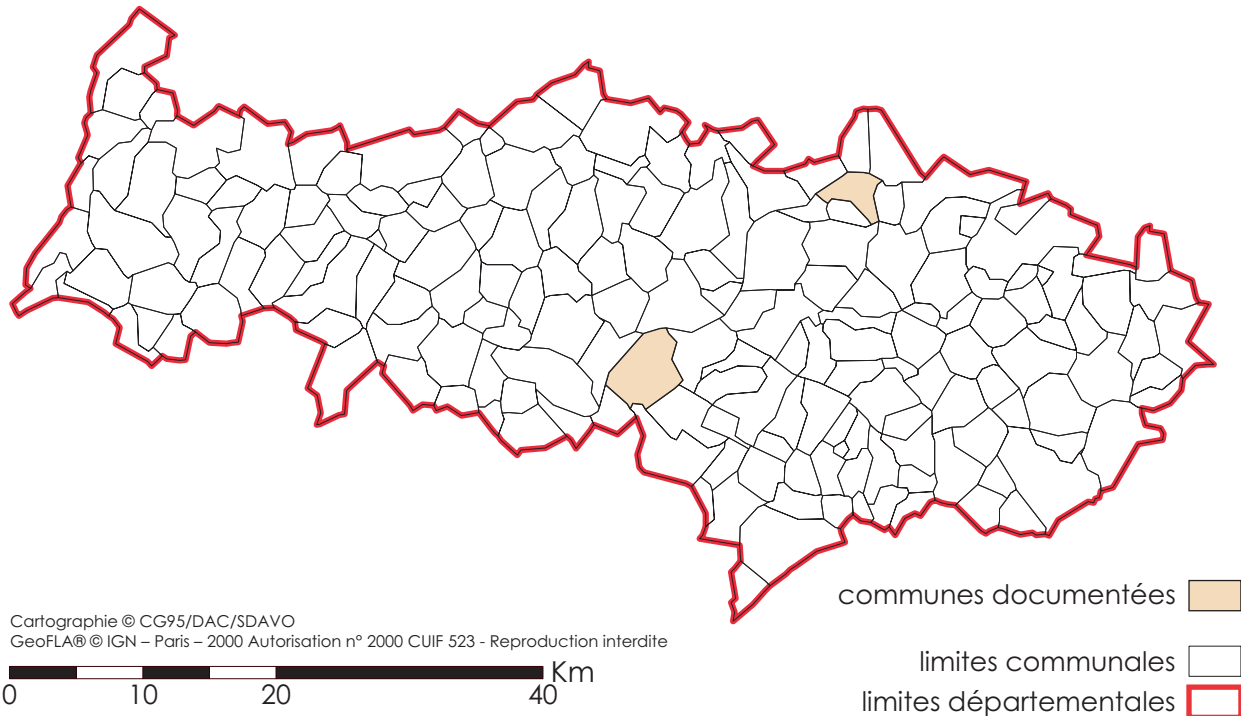 communes documentées
Cartographie © CG95/DAC/SDAVO
GeoFLA® © IGN – Paris – 2000 Autorisation n° 2000 CUIF 523 - Reproduction interdite
limites communales
Km
0 10 20 40
limites départementales